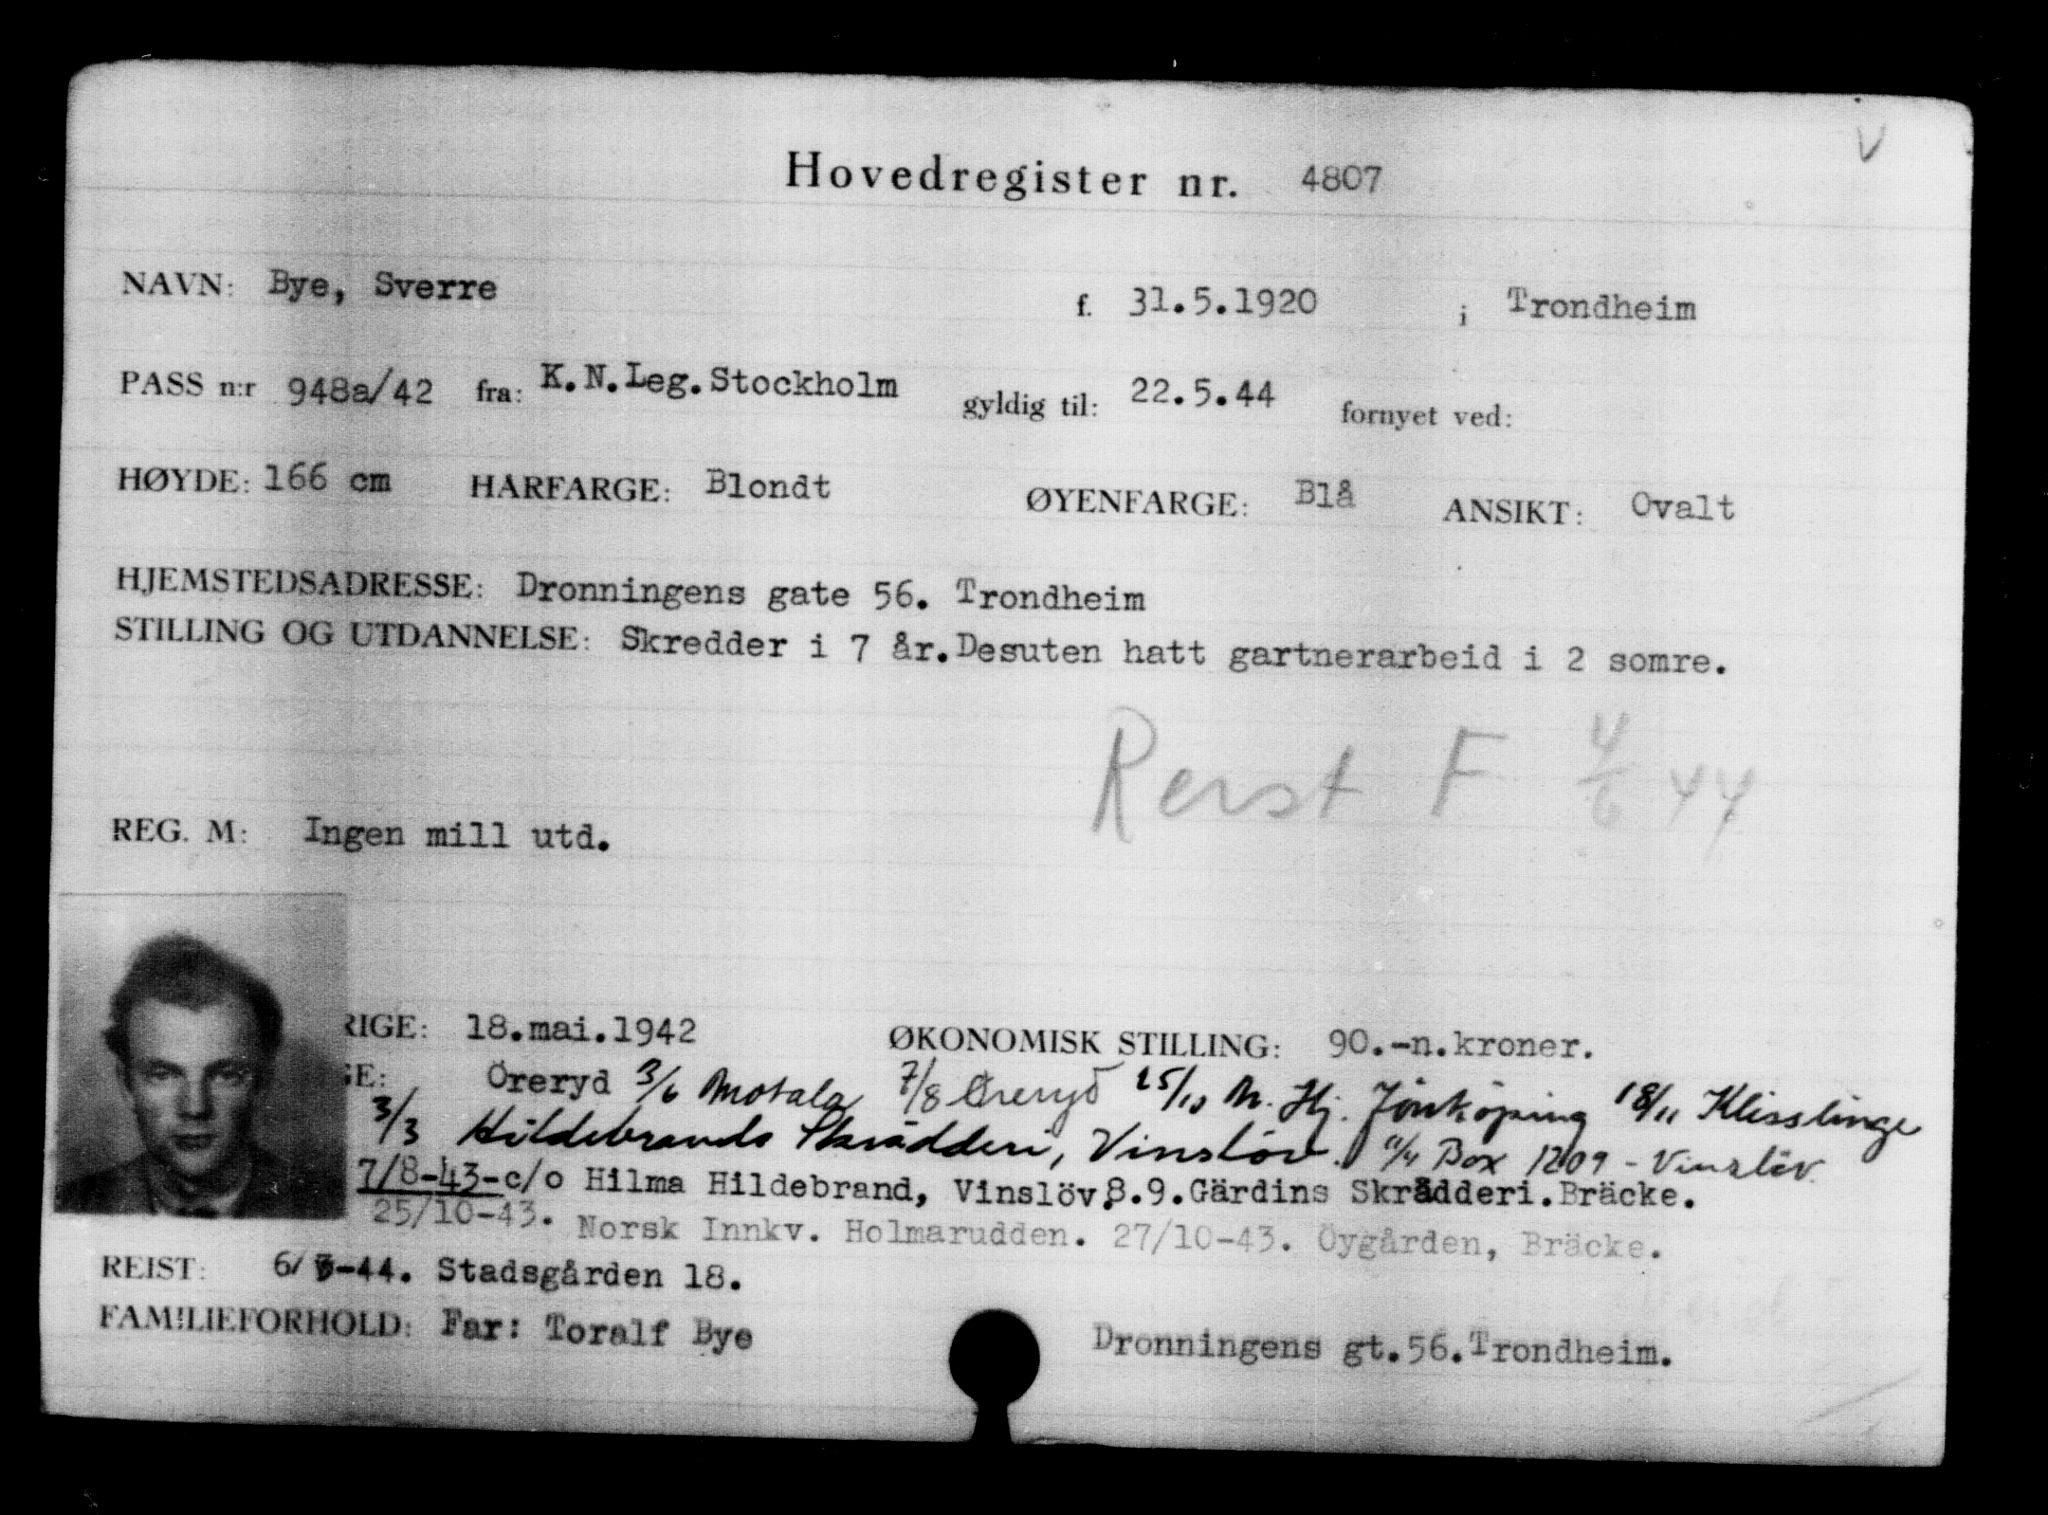 V
Hovedregister nr. 4807
NAVN: Bye, Sverre f. 31.5.1920 i Trondheim
PASS n:r 948a/42 fra: K.N.Leg.Stockholm gyldig til: 22.5.44 fornyet ved:
HØYDE: 166 cm HARFARGE: Blondt ØYENFARGE: Blå ANSIKT: Ovalt
HJEMSTEDSADRESSE: Dronningens gate 56. Trondheim
STILLING OG UTDANNELSE: Skredder i 7 år. Desuten hatt gartnerarbeid i 2 somre.
Reist F 4/6 44
REG. M: Ingen mill utd.
RIGE: 18.mai.1942 ØKONOMISK STILLING: 90.-n.kroner.
GE: Öreryd 3/6 Motala 7/8 Öreryd 25/10 N. Hj. Jönköping 18/11 Klisslinge
3/3 Hildebrands Skrädderi, Vinslöv. 11/4 Box 1209 - Vinslöv.
7/8-43-c/o Hilma Hildebrand, Vinslöv. 8.9.Gärdins Skrädderi.Bräcke.
25/10-43. Norsk Innkv. Holmarudden. 27/10-43. Öygården, Bräcke.
REIST: 6/ -44. Stadsgården 18.
FAMILIEFORHOLD: Far: Toralf Bye Dronningens gt.56.Trondheim.